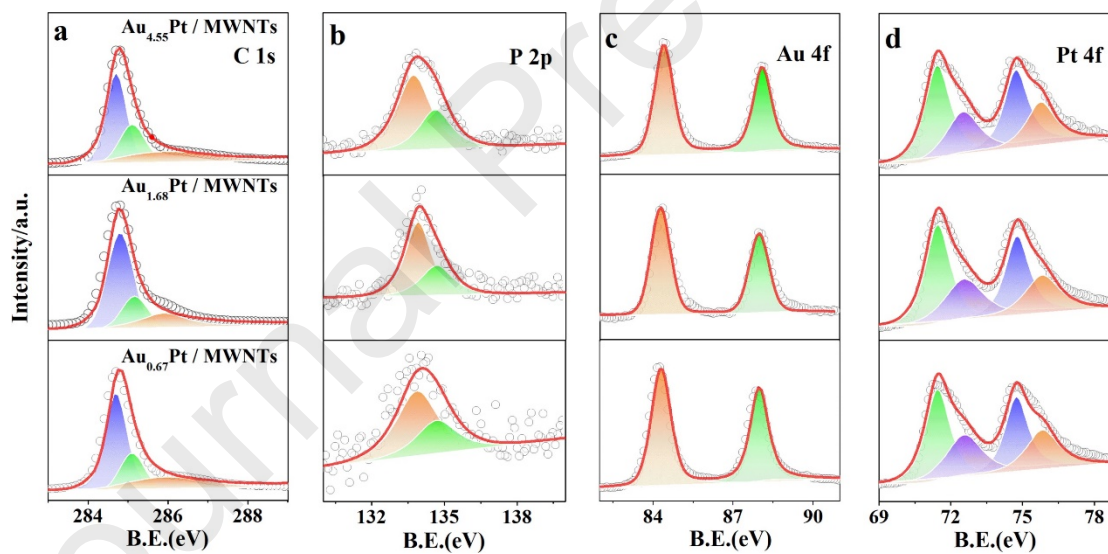 a
Au4.55Pt / MWNTs
C 1s
b
P 2p
c
Au 4f
d
Pt 4f
Au1.68Pt / MWNTs
Au0.67Pt / MWNTs
Intensity/a.u.
284 286 288
132 135 138
84 87 90
69 72 75 78
B.E.(eV)
B.E.(eV)
B.E.(eV)
B.E.(eV)